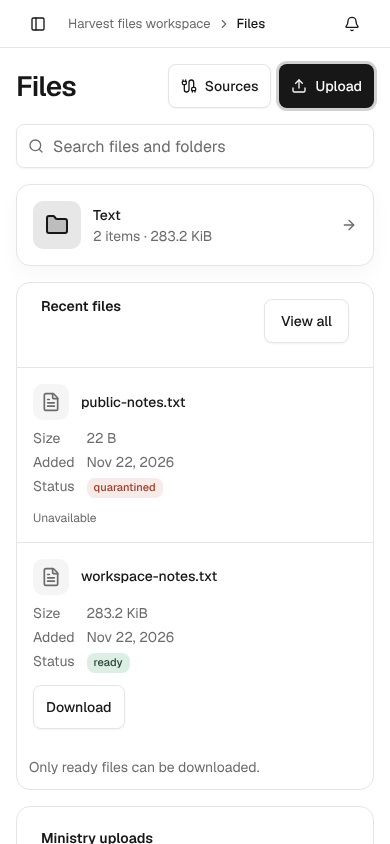 Harvest files workspace > Files
Files
Sources
Upload
Search files and folders
Text
2 items · 283.2 KiB
Recent files
View all
public-notes.txt
Size 22 B
Added Nov 22, 2026
Status quarantined
Unavailable
workspace-notes.txt
Size 283.2 KiB
Added Nov 22, 2026
Status ready
Download
Only ready files can be downloaded.
Ministry uploads